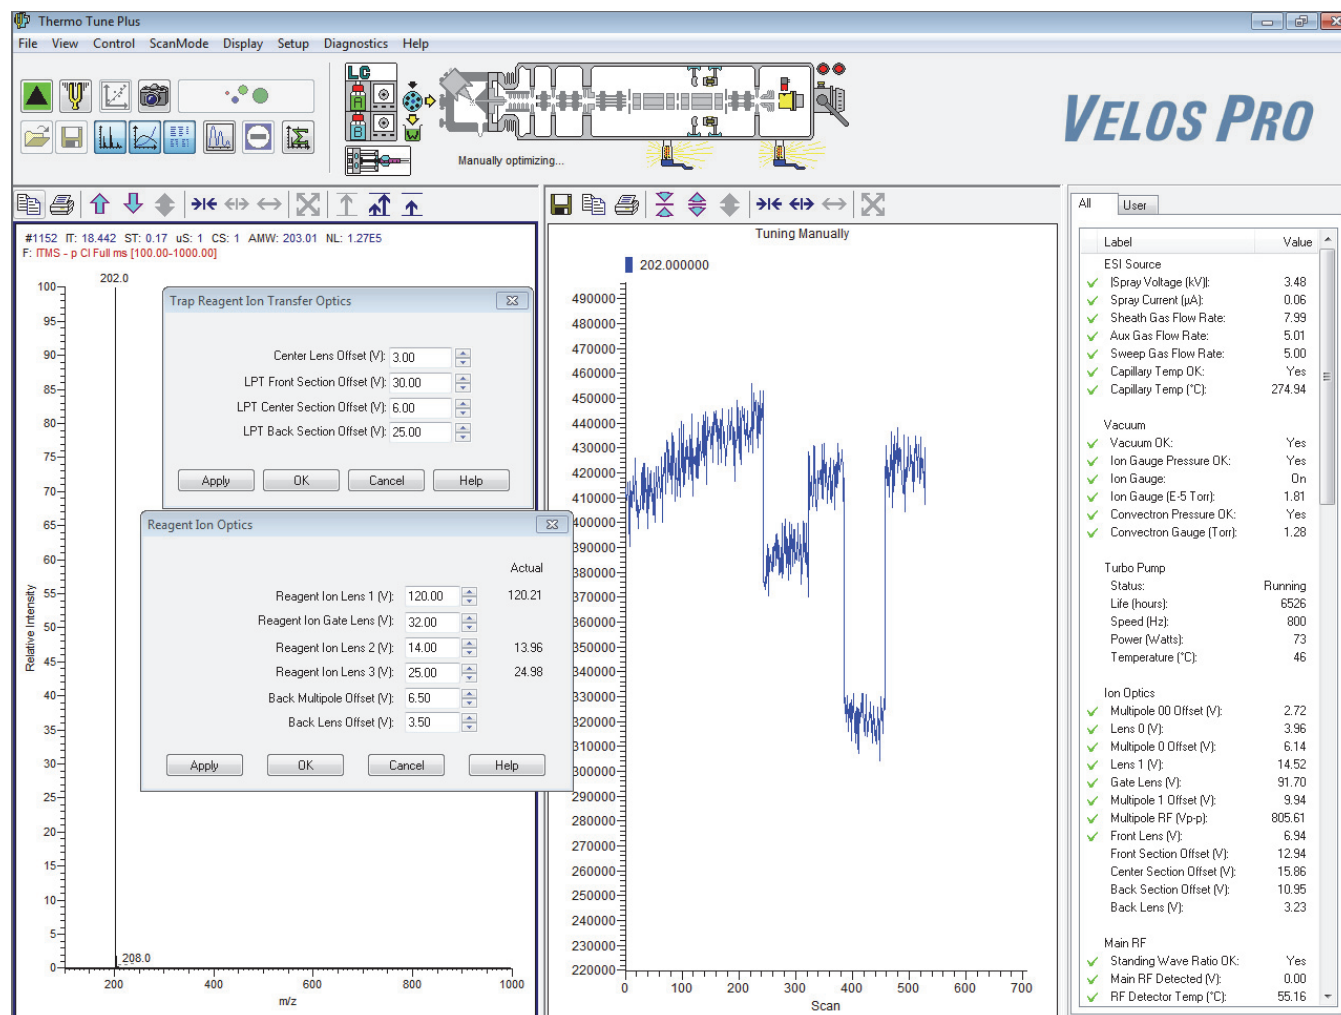 Thermo Tune Plus
File View Control ScanMode Display Setup Diagnostics Help
LC
A
B
W
Manually optimizing...
VELOS PRO
#1152 IT: 18.442 ST: 0.17 uS: 1 CS: 1 AMW: 203.01 NL: 1.27E5
F: ITMS - p CI Full ms [100.00-1000.00]
202.0
100
95
90
85
80
75
70
65
60
55
50
45
40
35
30
25
20
15
10
5
0
Relative Intensity
208.0
200 400 600 800 1000
m/z
Trap Reagent Ion Transfer Optics
Center Lens Offset (V): 3.00
LPT Front Section Offset (V): 30.00
LPT Center Section Offset (V): 6.00
LPT Back Section Offset (V): 25.00
Apply OK Cancel Help
Reagent Ion Optics
Actual
Reagent Ion Lens 1 (V): 120.00 120.21
Reagent Ion Gate Lens (V): 32.00
Reagent Ion Lens 2 (V): 14.00 13.96
Reagent Ion Lens 3 (V): 25.00 24.98
Back Multipole Offset (V): 6.50
Back Lens Offset (V): 3.50
Apply OK Cancel Help
Tuning Manually
202.000000
490000
480000
470000
460000
450000
440000
430000
420000
410000
400000
390000
380000
370000
360000
350000
340000
330000
320000
310000
300000
290000
280000
270000
260000
250000
240000
230000
220000
0 100 200 300 400 500 600 700
Scan
All User
Label Value
ESI Source
|Spray Voltage (kV)|: 3.48
Spray Current (µA): 0.06
Sheath Gas Flow Rate: 7.99
Aux Gas Flow Rate: 5.01
Sweep Gas Flow Rate: 5.00
Capillary Temp OK: Yes
Capillary Temp (°C): 274.94
Vacuum
Vacuum OK: Yes
Ion Gauge Pressure OK: Yes
Ion Gauge: On
Ion Gauge (E-5 Torr): 1.81
Convectron Pressure OK: Yes
Convectron Gauge (Torr): 1.28
Turbo Pump
Status: Running
Life (hours): 6526
Speed (Hz): 800
Power (Watts): 73
Temperature (°C): 46
Ion Optics
Multipole 00 Offset (V): 2.72
Lens 0 (V): 3.96
Multipole 0 Offset (V): 6.14
Lens 1 (V): 14.52
Gate Lens (V): 91.70
Multipole 1 Offset (V): 9.94
Multipole RF (Vp-p): 805.61
Front Lens (V): 6.94
Front Section Offset (V): 12.94
Center Section Offset (V): 15.86
Back Section Offset (V): 10.95
Back Lens (V): 3.23
Main RF
Standing Wave Ratio OK: Yes
Main RF Detected (V): 0.00
RF Detector Temp (°C): 55.16